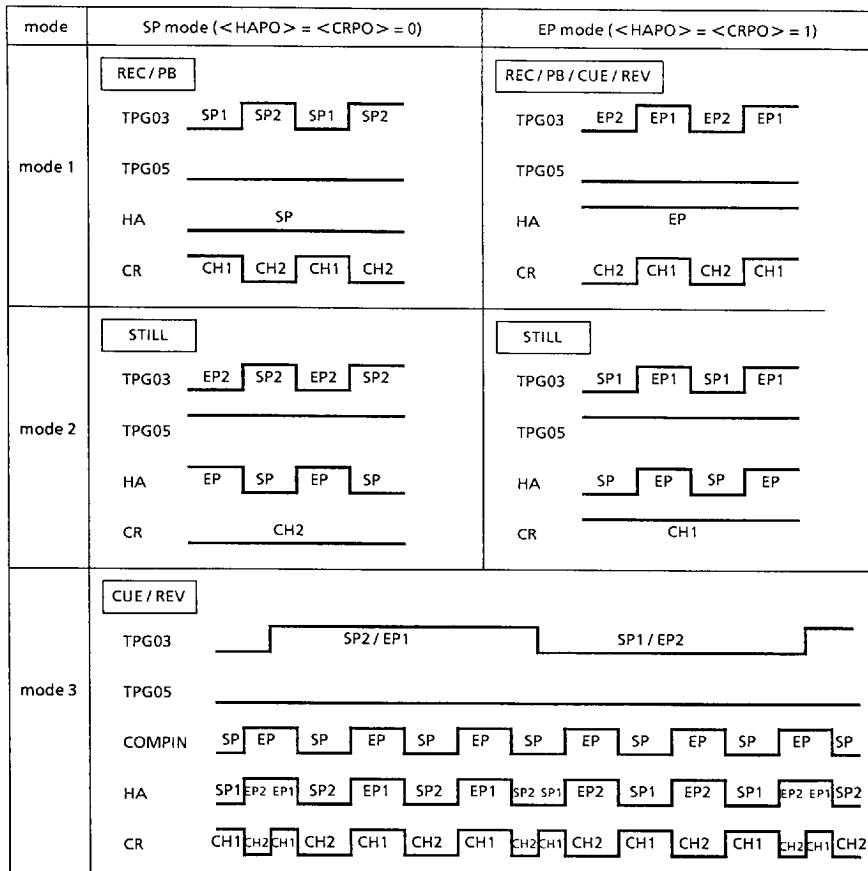 mode SP mode (<HAPO> = <CRPO> = 0) EP mode (<HAPO> = <CRPO> = 1)
mode 1
REC / PB
TPG03 SP1 SP2 SP1 SP2
TPG05
HA SP
CR CH1 CH2 CH1 CH2
REC / PB / CUE / REV
TPG03 EP2 EP1 EP2 EP1
TPG05
HA EP
CR CH2 CH1 CH2 CH1
mode 2
STILL
TPG03 EP2 SP2 EP2 SP2
TPG05
HA EP SP EP SP
CR CH2
STILL
TPG03 SP1 EP1 SP1 EP1
TPG05
HA SP EP SP EP
CR CH1
mode 3
CUE / REV
TPG03 SP2 / EP1 SP1 / EP2
TPG05
COMPIN SP EP SP EP SP EP SP EP SP EP SP EP SP
HA SP1 EP2 EP1 SP2 EP1 SP2 EP1 SP2 SP1 EP2 SP1 EP2 SP1 EP2 EP1 SP2
CR CH1 CH2 CH1 CH2 CH1 CH2 CH1 CH2 CH1 CH2 CH1 CH2 CH1 CH2 CH1 CH2